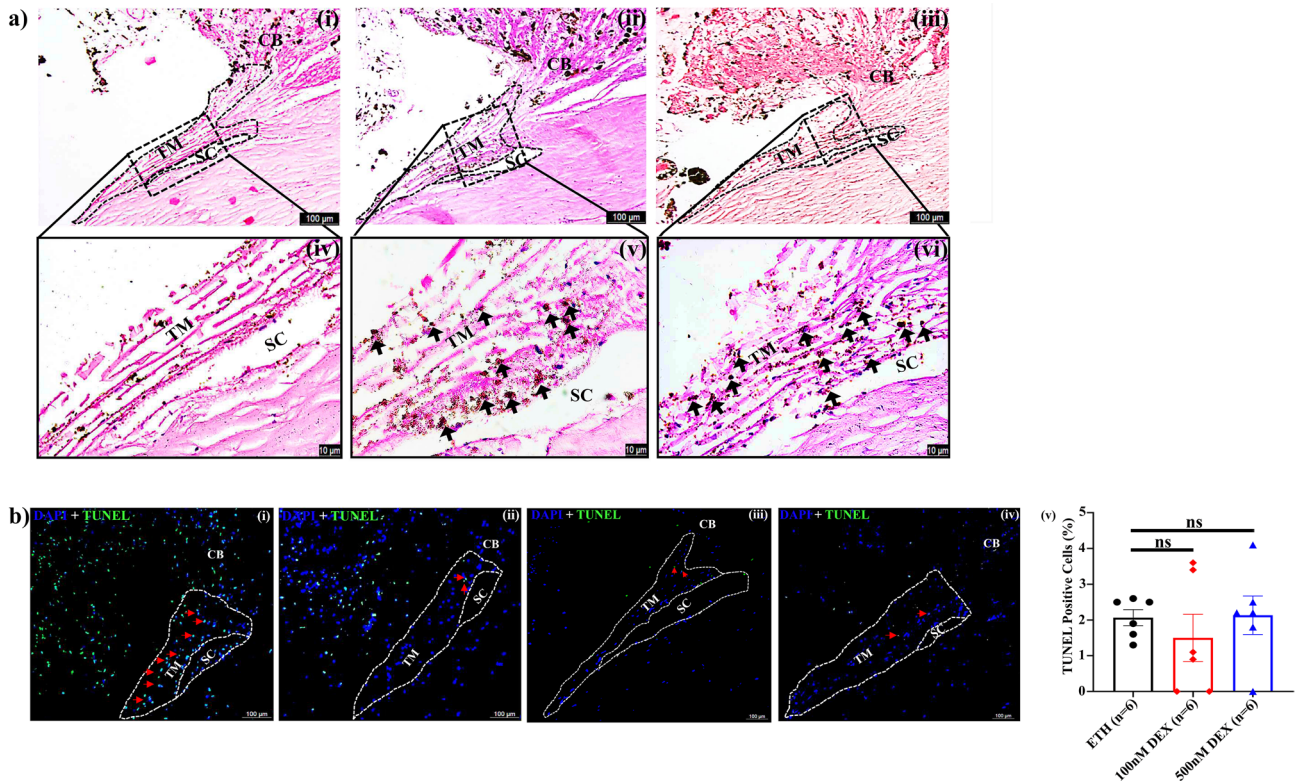 a)
(i)
CB
TM
SC
100 µm
(ii)
CB
TM
SC
100 µm
(iii)
CB
TM
SC
100 µm
(iv)
TM
SC
10 µm
(v)
TM
SC
10 µm
(vi)
TM
SC
10 µm
b)
DAPI + TUNEL
(i)
CB
TM
SC
100 µm
DAPI + TUNEL
(ii)
CB
TM
SC
100 µm
DAPI + TUNEL
(iii)
CB
TM
SC
100 µm
DAPI + TUNEL
(iv)
CB
TM
SC
100 µm
(v)
TUNEL Positive Cells (%)
5
4
3
2
1
0
ns
ns
ETH (n=6)
100nM DEX (n=6)
500nM DEX (n=6)